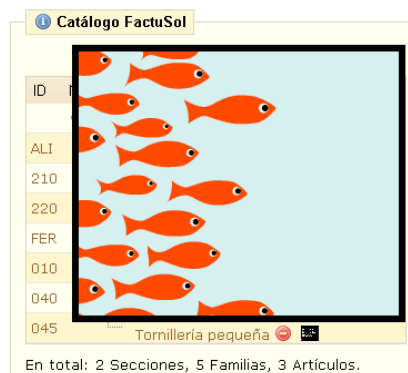 Catálogo FactuSol
ID
ALI
210
220
FER
010
040
045 Tornillería pequeña
En total: 2 Secciones, 5 Familias, 3 Artículos.